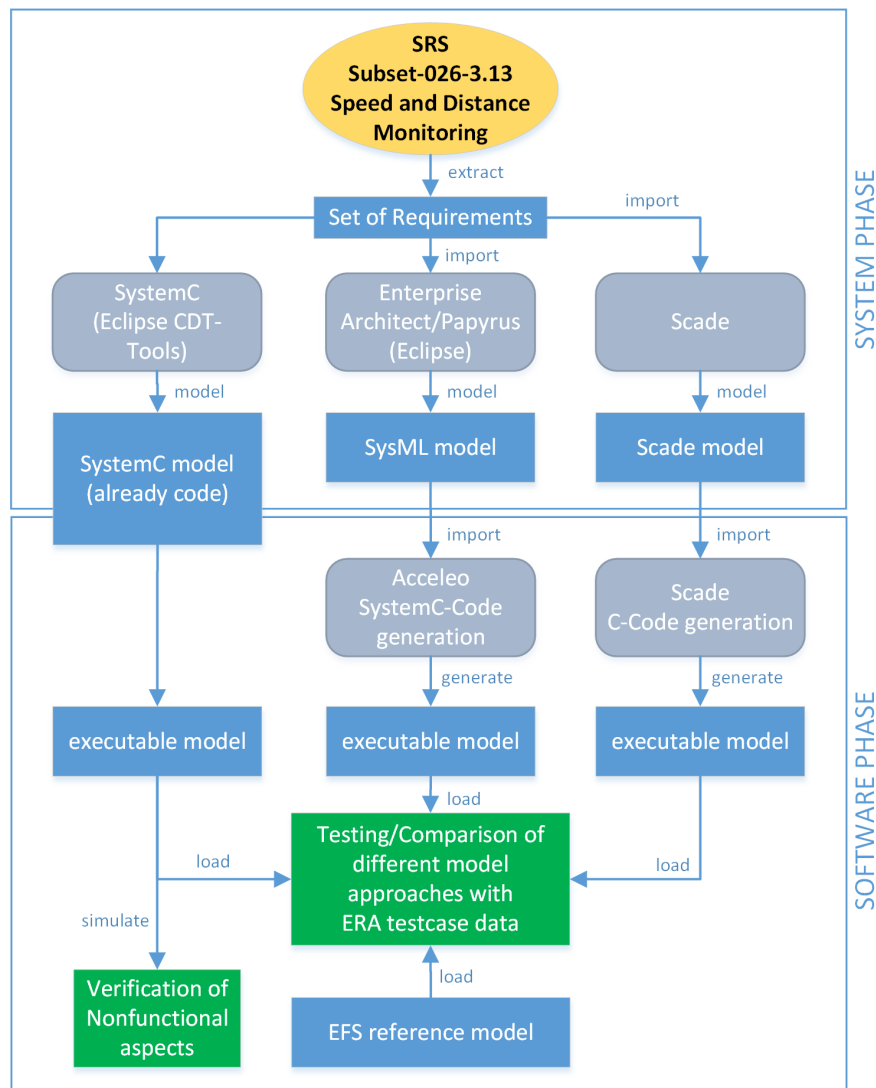 SRS
Subset-026-3.13
Speed and Distance
Monitoring
extract
Set of Requirements
import
import
SystemC
(Eclipse CDT-
Tools)
Enterprise
Architect/Papyrus
(Eclipse)
Scade
model
model
model
SystemC model
(already code)
SysML model
Scade model
SYSTEM PHASE
import
import
Acceleo
SystemC-Code
generation
Scade
C-Code generation
generate
generate
executable model
executable model
executable model
load
Testing/Comparison of
different model
approaches with
ERA testcase data
load
load
simulate
load
Verification of
Nonfunctional
aspects
EFS reference model
SOFTWARE PHASE